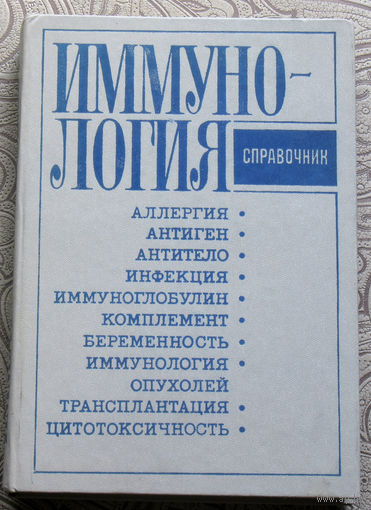 ИММУНО-
ЛОГИЯ
СПРАВОЧНИК
АЛЛЕРГИЯ •
АНТИГЕН •
АНТИТЕЛО •
ИНФЕКЦИЯ •
ИММУНОГЛОБУЛИН •
КОМПЛЕМЕНТ •
БЕРЕМЕННОСТЬ •
ИММУНОЛОГИЯ •
ОПУХОЛЕЙ
ТРАНСПЛАНТАЦИЯ •
ЦИТОТОКСИЧНОСТЬ •